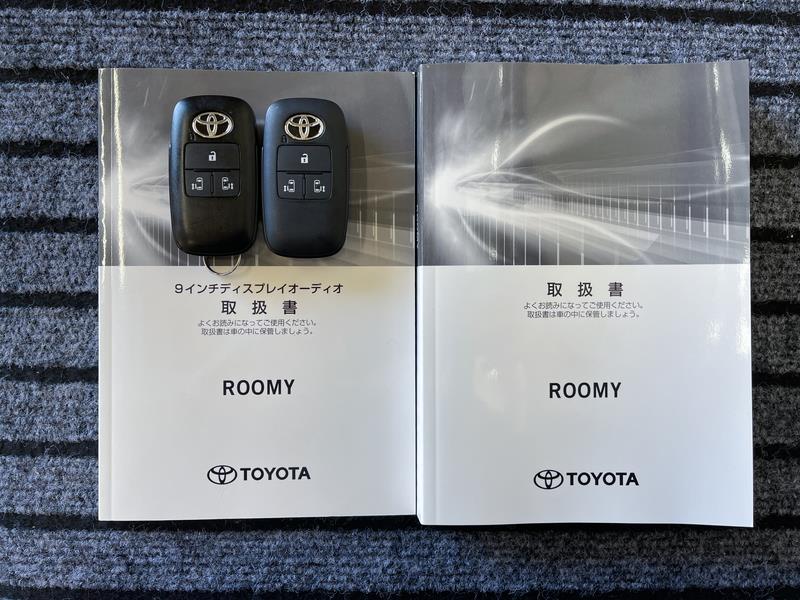 9インチディスプレイオーディオ
取扱書
よくお読みになってご使用ください。
取扱書は車の中に保管しましょう。
ROOMY
TOYOTA
取扱書
よくお読みになってご使用ください。
取扱書は車の中に保管しましょう。
ROOMY
TOYOTA